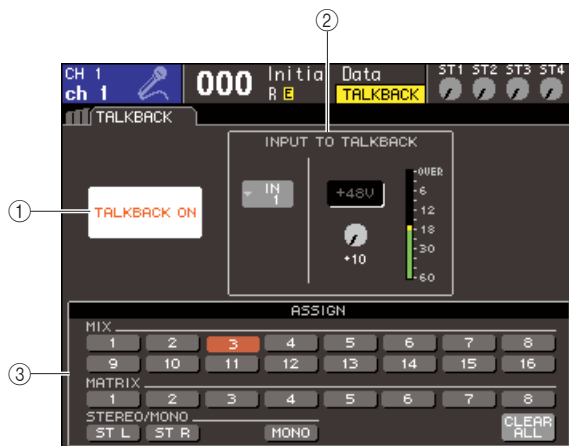 ②
CH 1
ch 1
000
Initia Data
R E TALKBACK
ST1 ST2 ST3 ST4
TALKBACK
INPUT TO TALKBACK
①
TALKBACK ON
IN 1
+48V
+10
OVER
6
12
18
30
60
③
ASSIGN
MIX
1 2 3 4 5 6 7 8
9 10 11 12 13 14 15 16
MATRIX
1 2 3 4 5 6 7 8
STEREO/MONO
ST L ST R MONO
CLEAR ALL